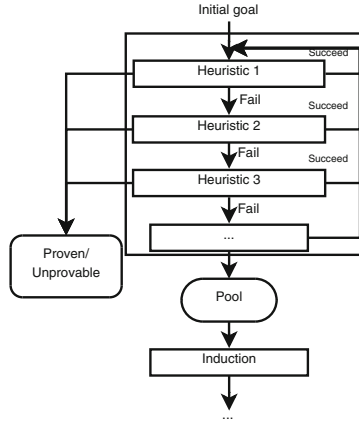 Initial goal
Succeed
Heuristic 1
Fail
Succeed
Heuristic 2
Fail
Succeed
Heuristic 3
Fail
...
Proven/
Unprovable
Pool
Induction
...